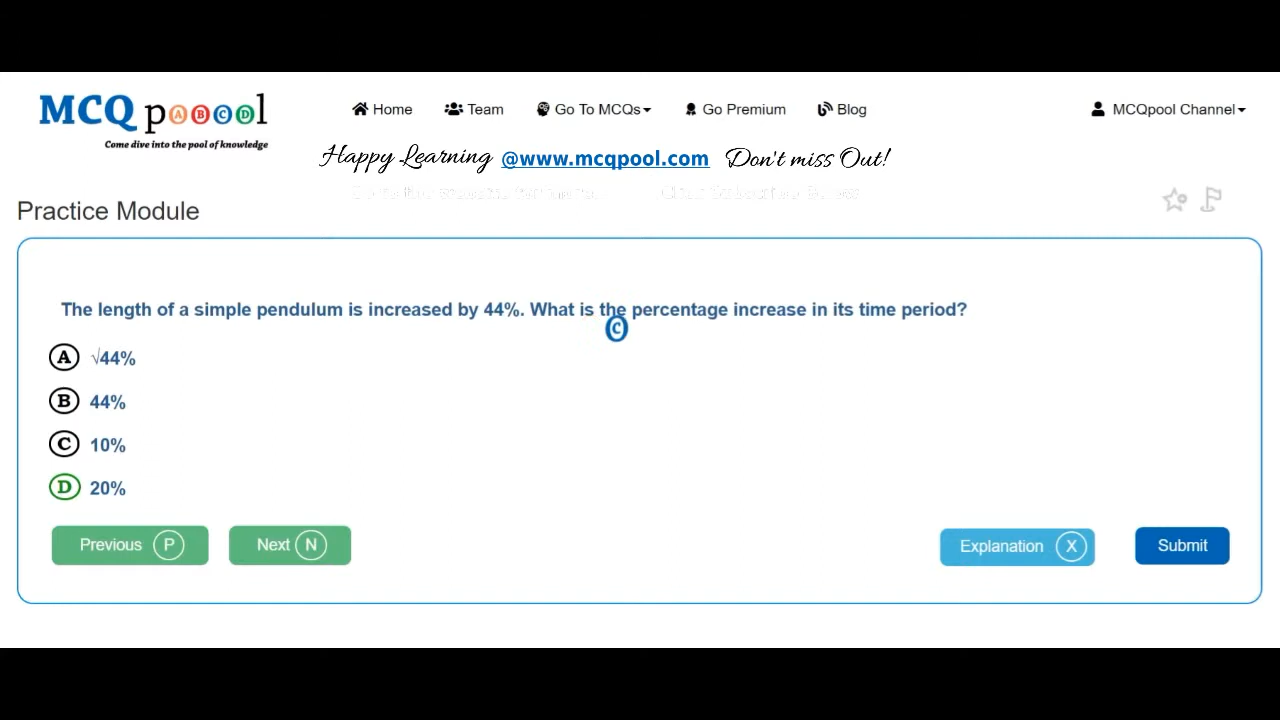 MCQ pooool
Come dive into the pool of knowledge
Home Team Go To MCQs Go Premium Blog MCQpool Channel
Happy Learning @www.mcqpool.com Don't miss Out!
Practice Module
The length of a simple pendulum is increased by 44%. What is the percentage increase in its time period?
C
A √44%
B 44%
C 10%
D 20%
Previous P Next N Explanation X Submit